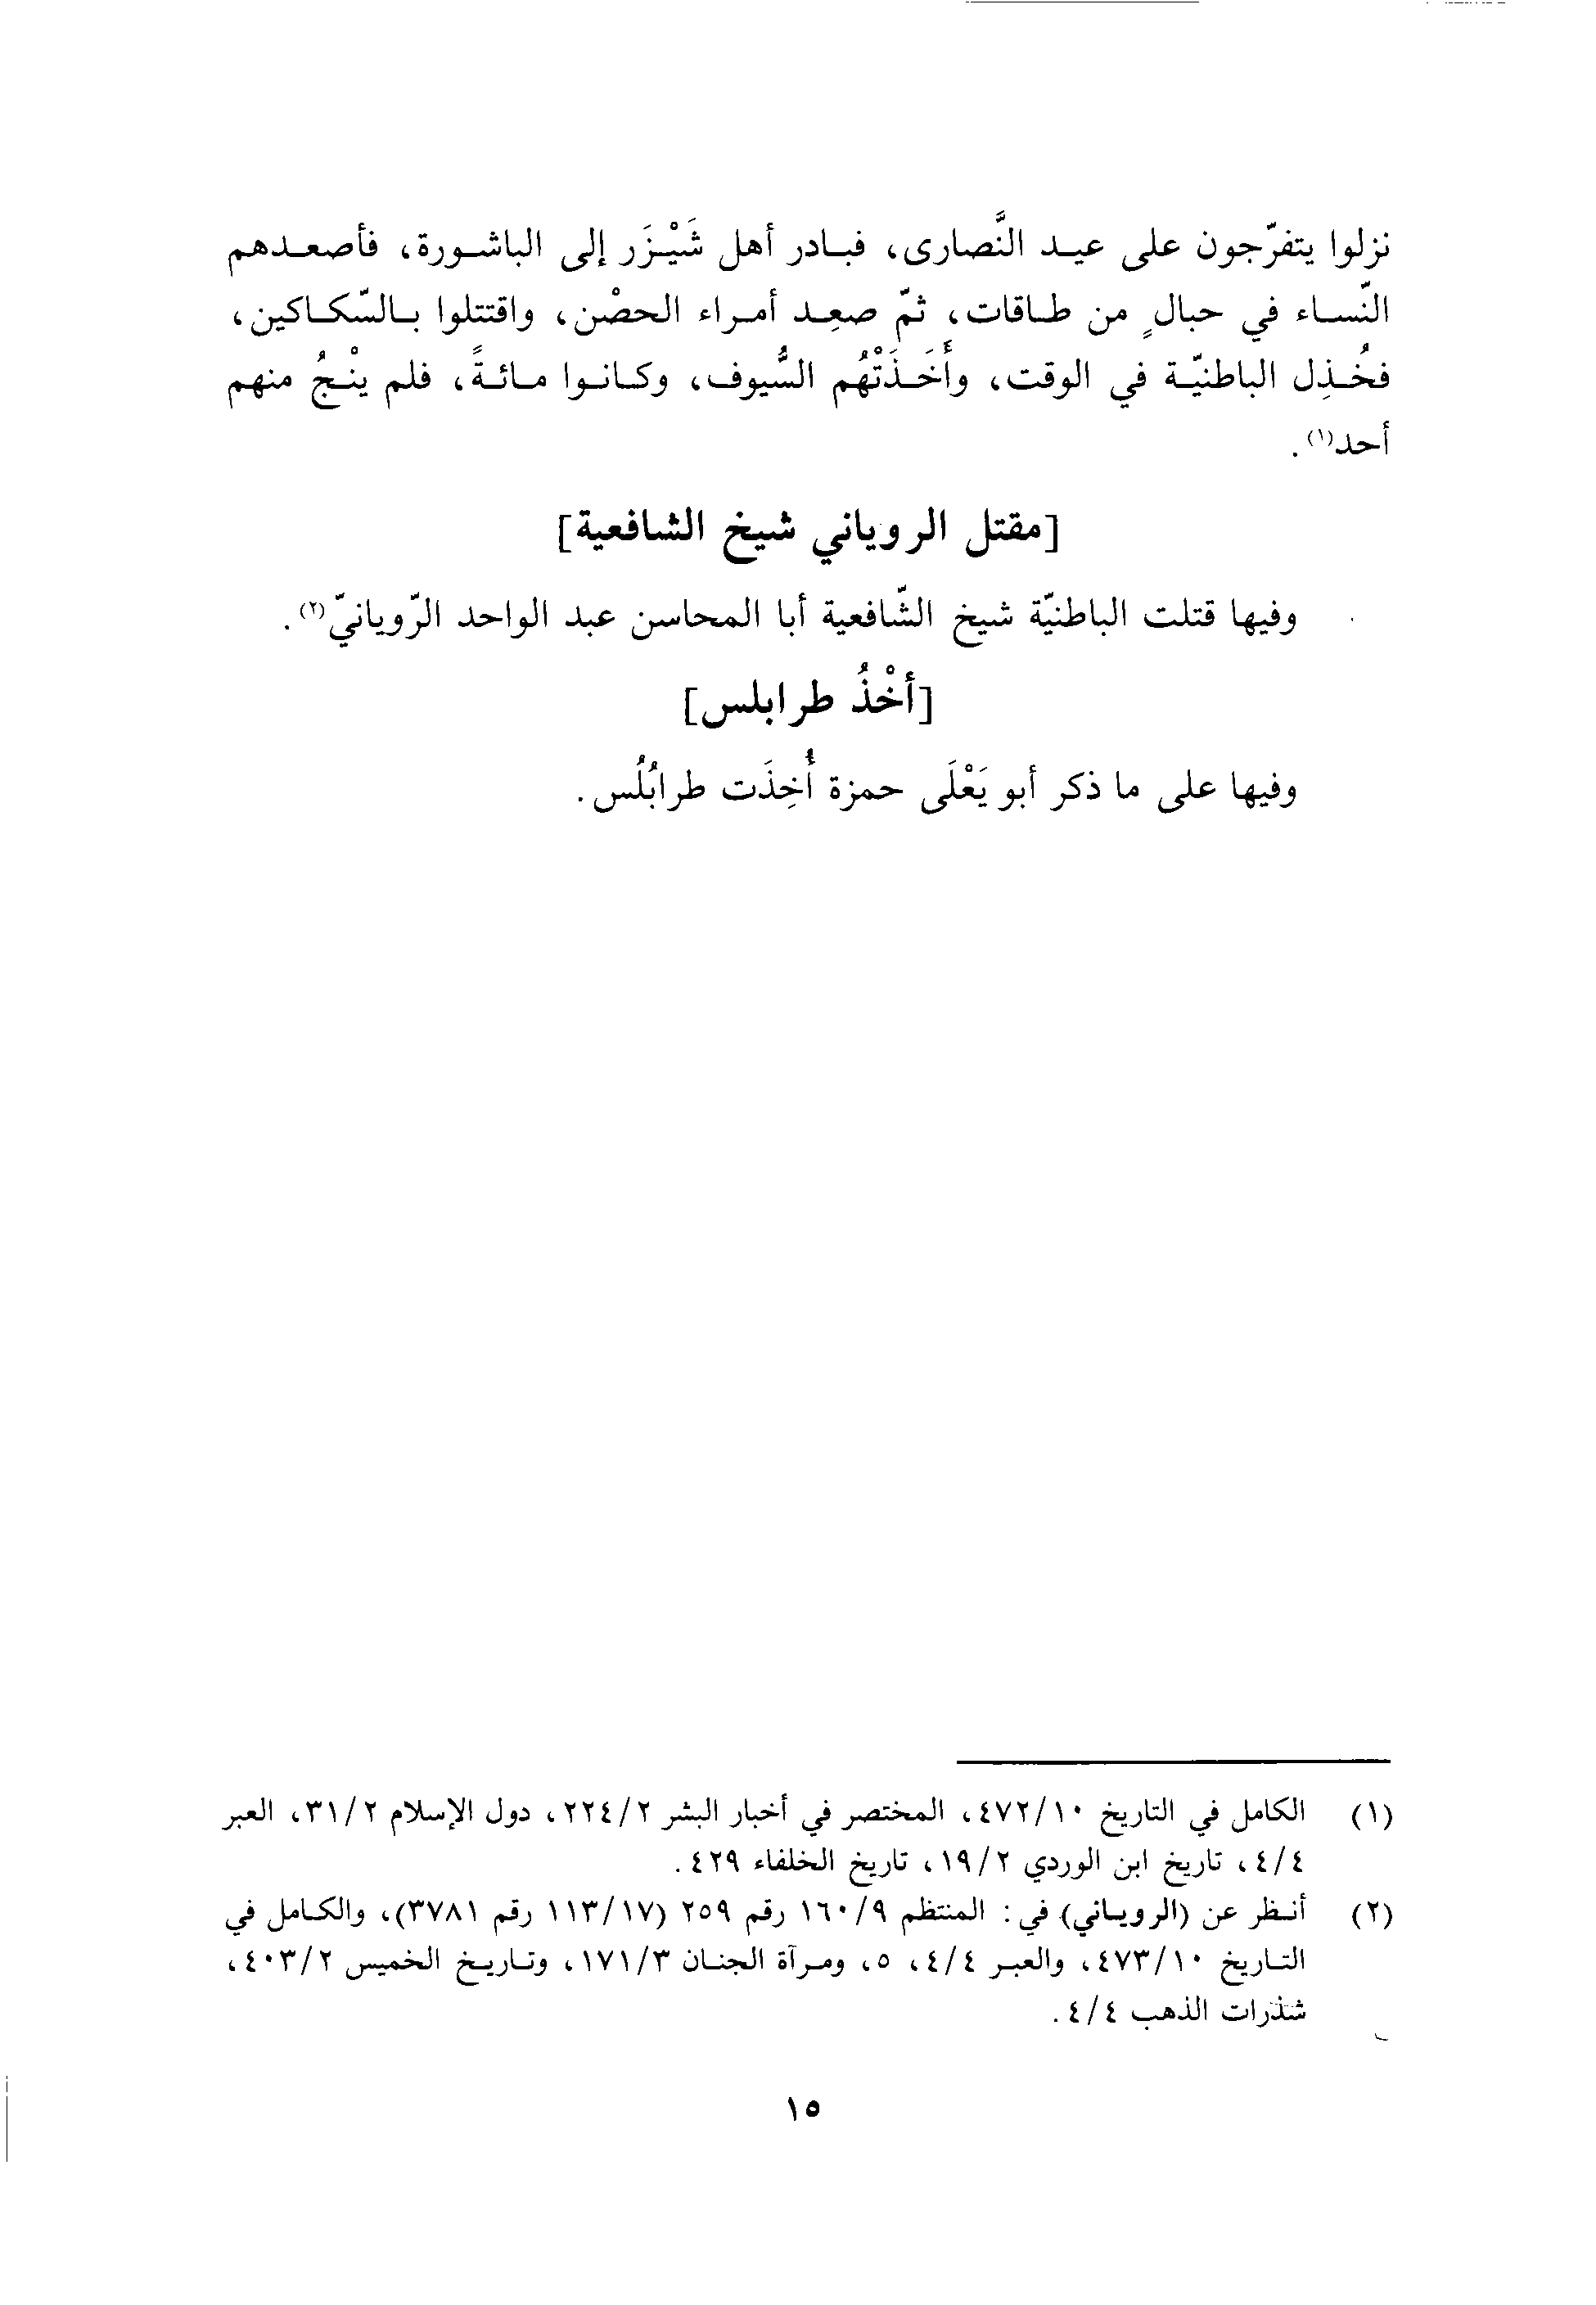 نزلوا يتفرّجون على عيد النَّصارى، فبادر أهل شَيْزَر إلى الباشورة، فأصعدهم
النّساء في حبالٍ من طاقات، ثمّ صعِد أمراء الحصْن، واقتتلوا بالسّكاكين،
فخُذِل الباطنيّة في الوقت، وأَخَذَتْهُم السُّيوف، وكانوا مائةً، فلم ينْجُ منهم
أحد(١).
[مقتل الروياني شيخ الشافعية]
وفيها قتلت الباطنيّة شيخ الشّافعية أبا المحاسن عبد الواحد الرّويانيّ(٢).
[أخْذُ طرابلس]
وفيها على ما ذكر أبو يَعْلَى حمزة أُخِذَت طرابُلُس.
(١) الكامل في التاريخ ٤٧٢/١٠، المختصر في أخبار البشر ٢٢٤/٢، دول الإسلام ٣١/٢، العبر
٤/٤، تاريخ ابن الوردي ١٩/٢، تاريخ الخلفاء ٤٢٩.
(٢) أنظر عن (الروياني) في: المنتظم ١٦٠/٩ رقم ٢٥٩ (١١٣/١٧ رقم ٣٧٨١)، والكامل في
التاريخ ٤٧٣/١٠، والعبر ٤/٤، ٥، ومرآة الجنان ١٧١/٣، وتاريخ الخميس ٤٠٣/٢،
شذرات الذهب ٤/٤.
١٥